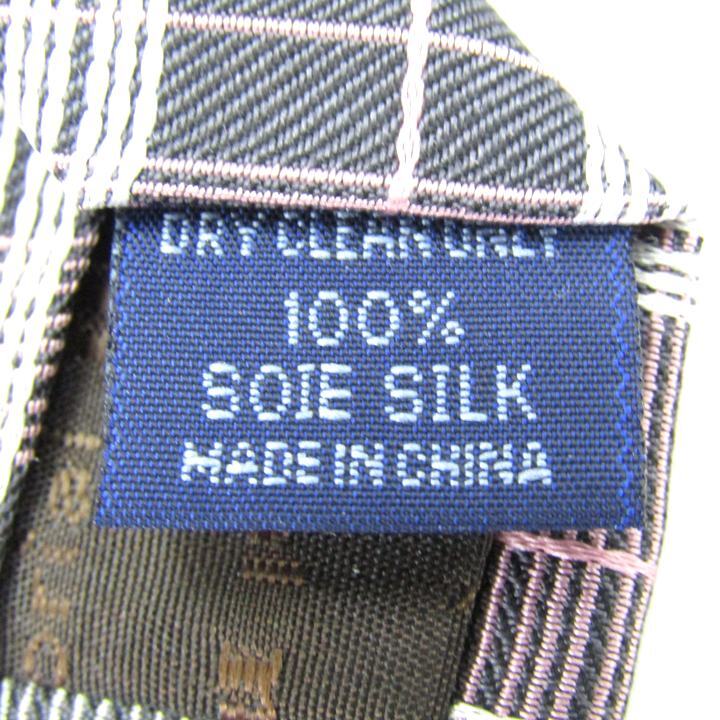 DRY CLEAN ONLY
100%
SOIE SILK
MADE IN CHINA